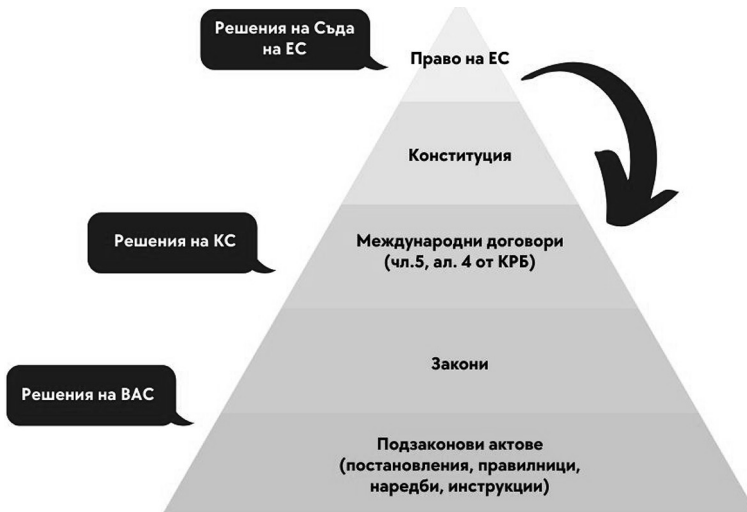 Решения на Съда
на ЕС
Право на ЕС
Конституция
Решения на КС
Международни договори
(чл.5, ал. 4 от КРБ)
Закони
Решения на ВАС
Подзаконови актове
(постановления, правилници,
наредби, инструкции)